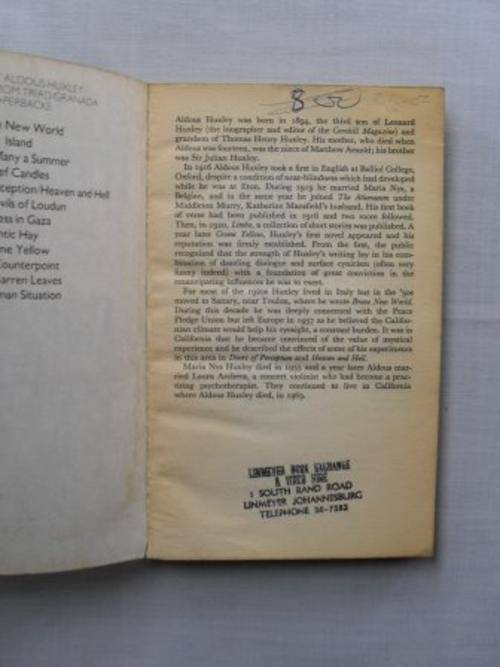 ALDOUS HUXLEY
FROM TRIAD/GRANADA
PAPERBACKS
New World
Island
Many a Summer
of Candles
Perception/Heaven and Hell
Devils of Loudun
Eyeless in Gaza
Antic Hay
Crome Yellow
Counterpoint
Barren Leaves
Human Situation
Aldous Huxley was born in 1894, the third son of Leonard
Huxley (the biographer and editor of the Cornhill Magazine) and
grandson of Thomas Henry Huxley. His mother, who died when
Aldous was fourteen, was the niece of Matthew Arnold; his brother
was Sir Julian Huxley.
In 1916 Aldous Huxley took a first in English at Balliol College,
Oxford, despite a condition of near-blindness which had developed
while he was at Eton. During 1919 he married Maria Nys, a
Belgian, and in the same year he joined The Athenaeum under
Middleton Murry, Katherine Mansfield's husband. His first book
of verse had been published in 1916 and two more followed.
Then, in 1920, Limbo, a collection of short stories was published. A
year later Crome Yellow, Huxley's first novel appeared and his
reputation was firmly established. From the first, the public
recognised that the strength of Huxley's writing lay in his com-
bination of dazzling dialogue and surface cynicism (often very
funny indeed) with a foundation of great conviction in the
emancipating influences he was to exert.
For most of the 1920s Huxley lived in Italy but in the '30s
moved to Sanary, near Toulon, where he wrote Brave New World.
During this decade he was deeply concerned with the Peace
Pledge Union but left Europe in 1937 as he believed the Califor-
nian climate would help his eyesight, a constant burden. It was in
California that he became convinced of the value of mystical
experience and he described the effects of some of his experiments
in this area in Doors of Perception and Heaven and Hell.
Maria Nys Huxley died in 1955 and a year later Aldous mar-
ried Laura Archera, a concert violinist who had become a prac-
tising psychotherapist. They continued to live in California
where Aldous Huxley died, in 1963.
LINMEYER BOOK EXCHANGE
& VIDEO
1 SOUTH RAND ROAD
LINMEYER JOHANNESBURG
TELEPHONE 26-7583